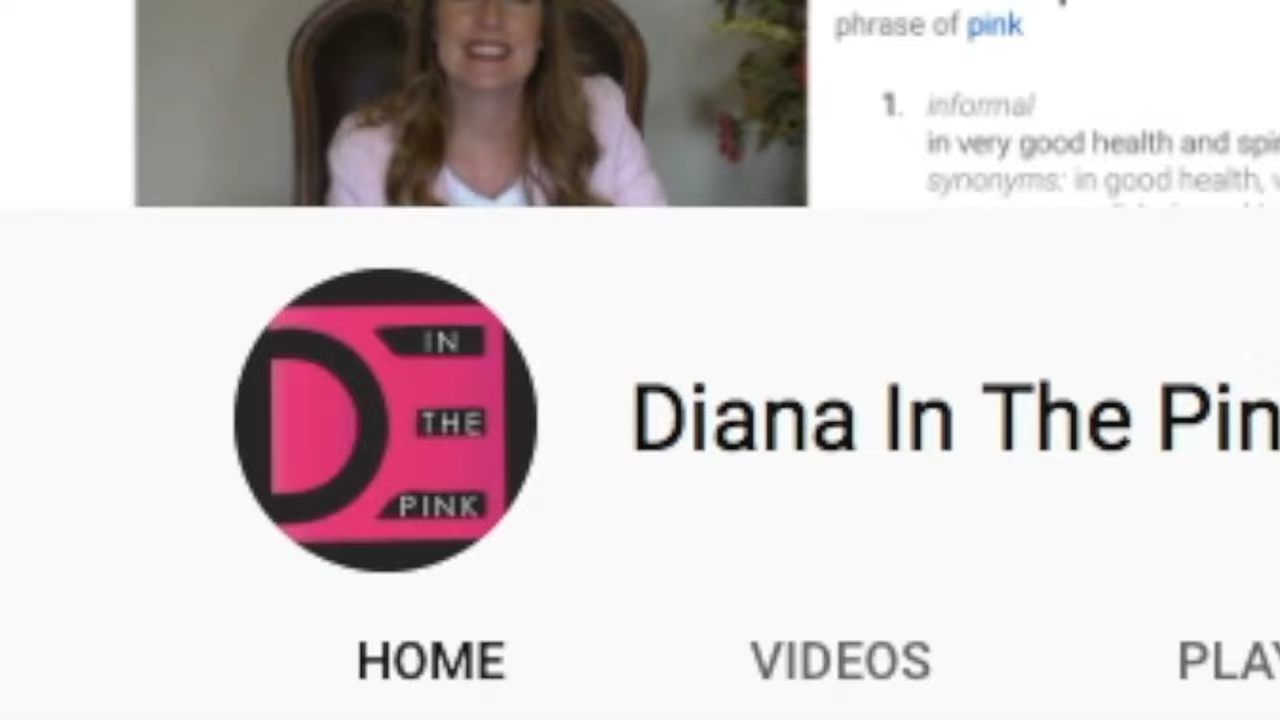 phrase of pink
1. informal
in very good health and
synonyms: in good health,
D IN
THE
PINK
Diana In The Pin
HOME VIDEOS PLAY